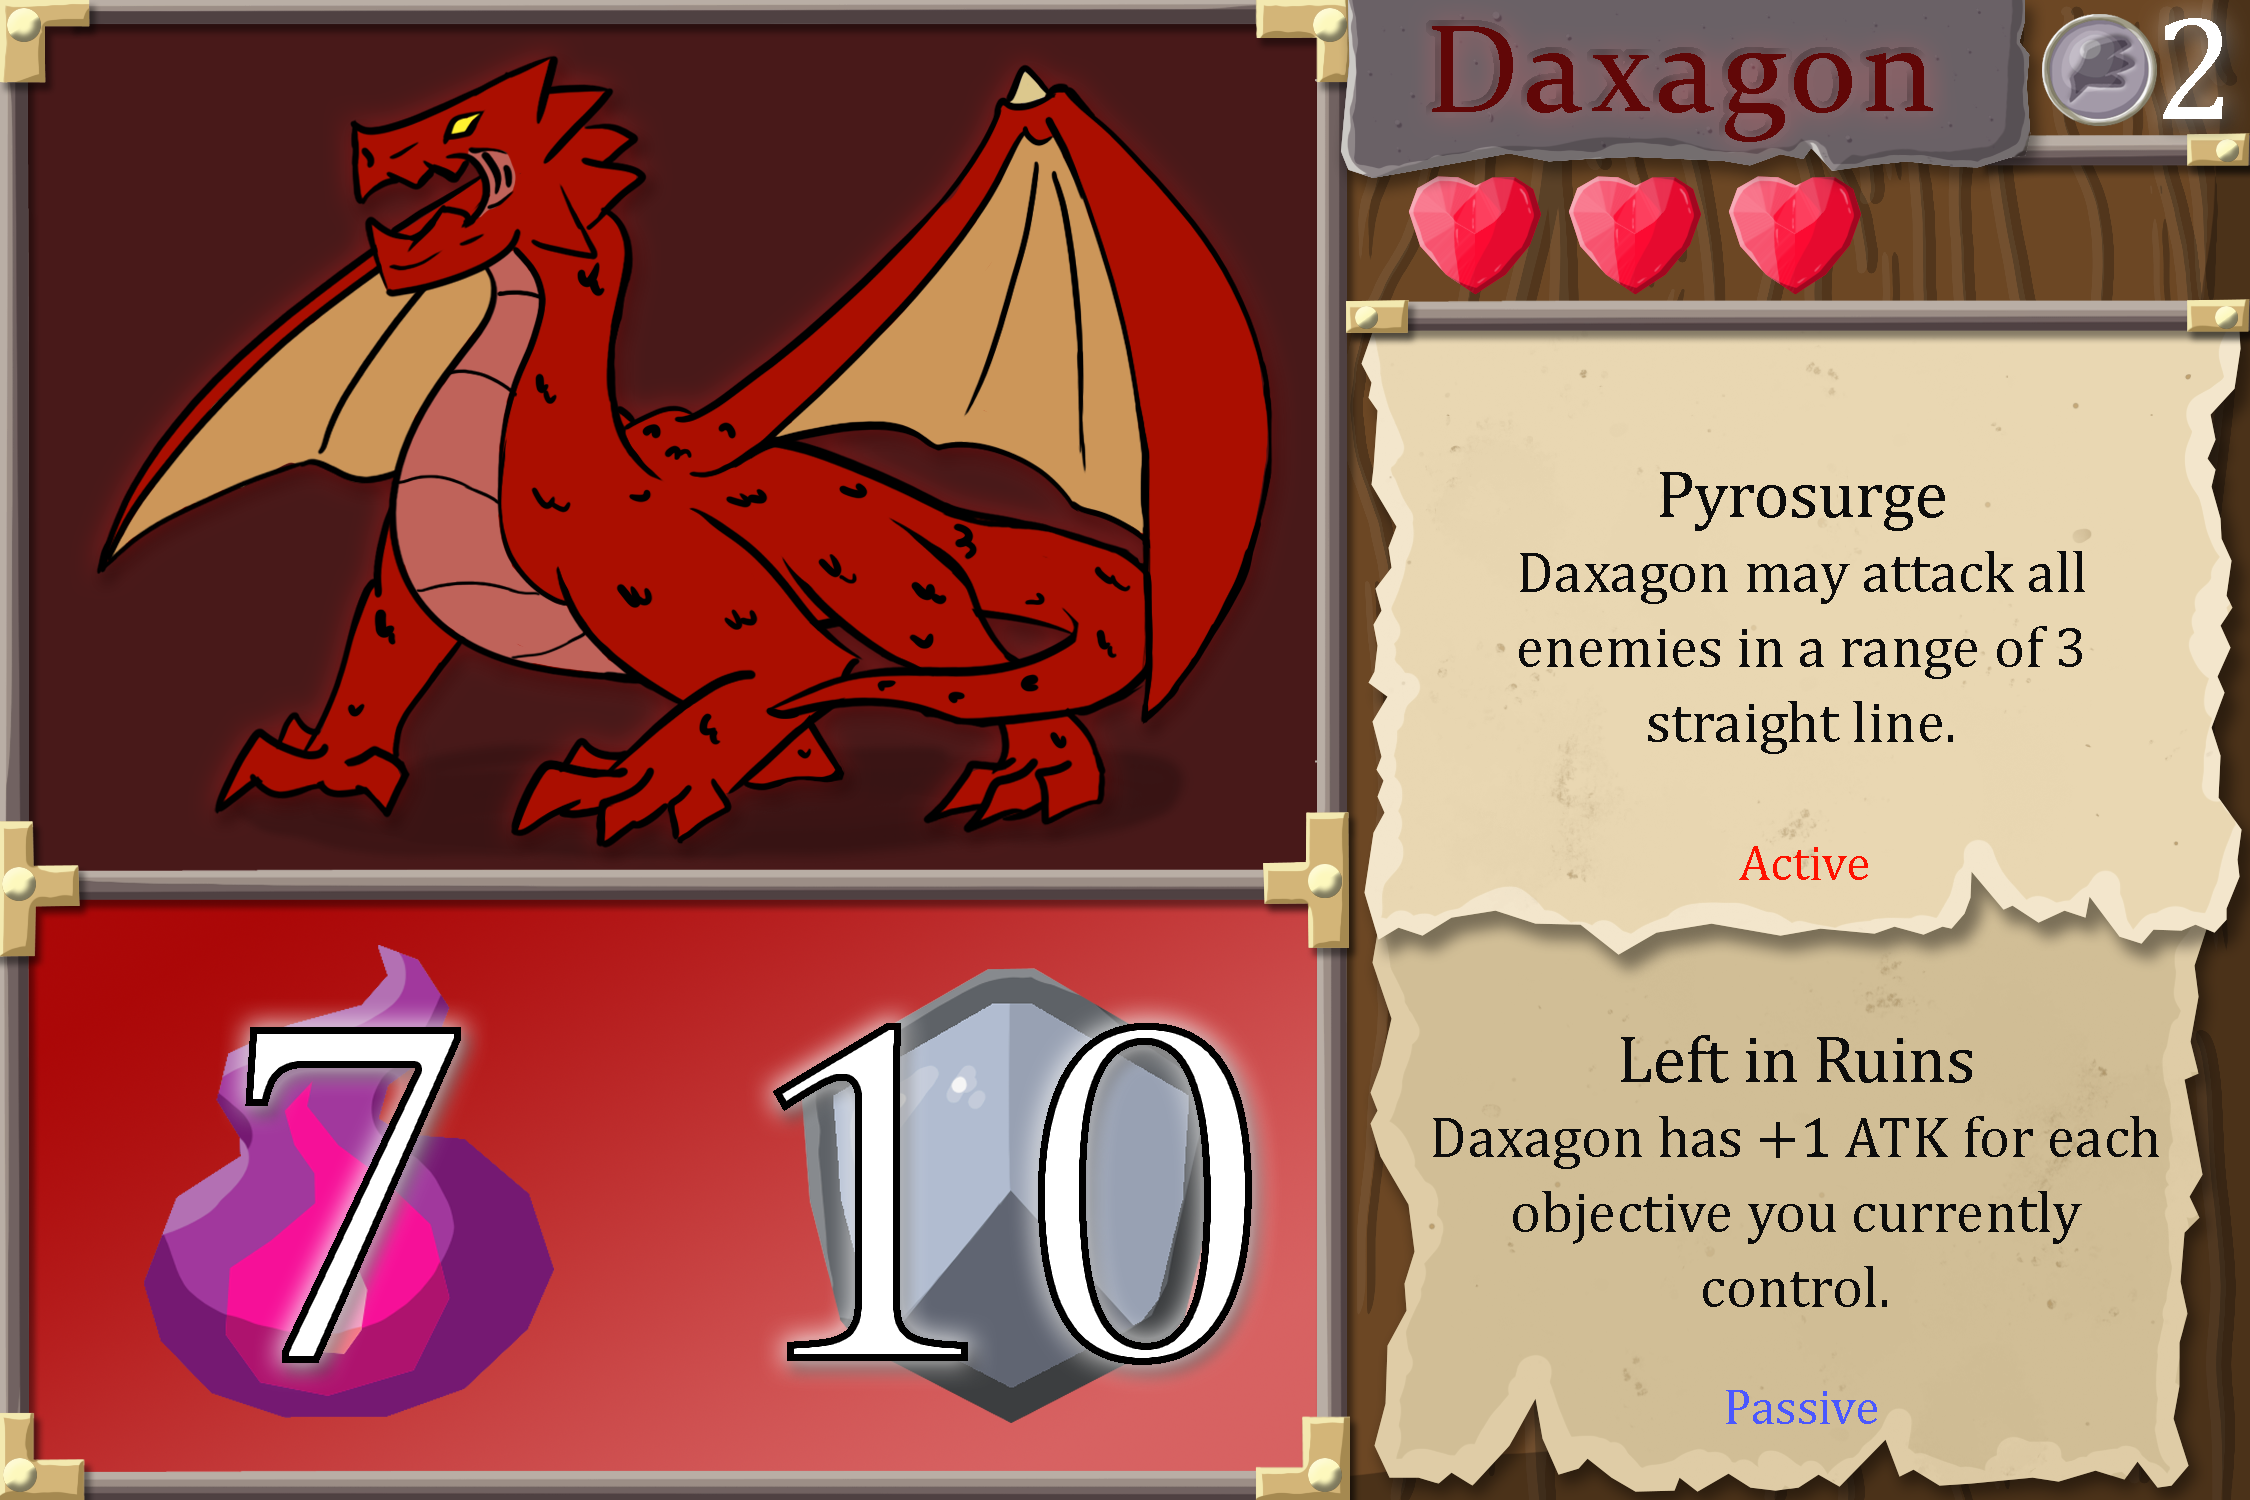 Daxagon
2
Pyrosurge
Daxagon may attack all
enemies in a range of 3
straight line.
Active
Left in Ruins
Daxagon has +1 ATK for each
objective you currently
control.
Passive
7
10